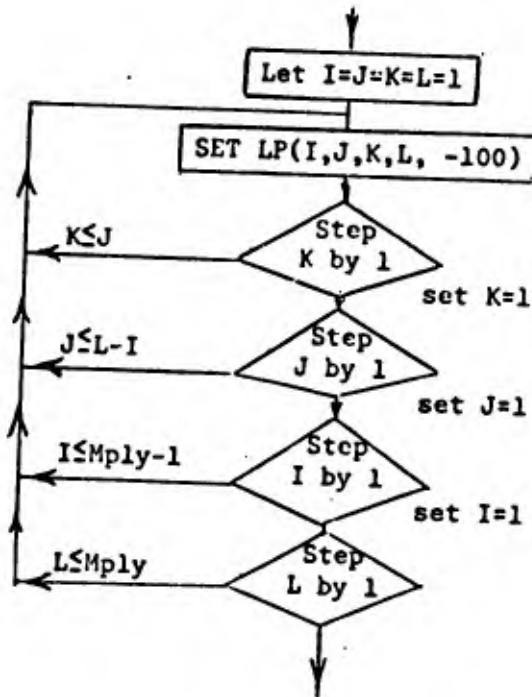 Let I=J=K=L=1
SET LP(I,J,K,L, -100)
Step
K by 1
K≤J
set K=1
Step
J by 1
J≤L-I
set J=1
Step
I by 1
I≤Mply-1
set I=1
Step
L by 1
L≤Mply